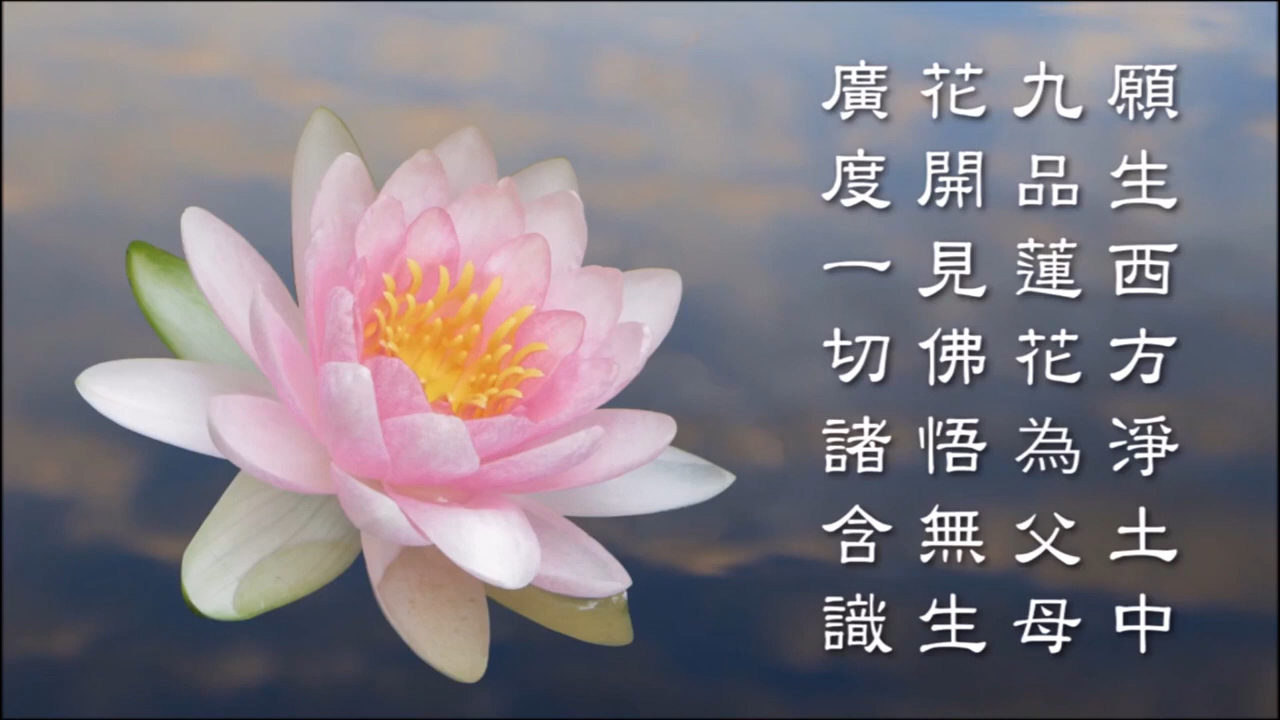 願生西方淨土中
九品蓮花為父母
花開見佛悟無生
廣度一切諸含識